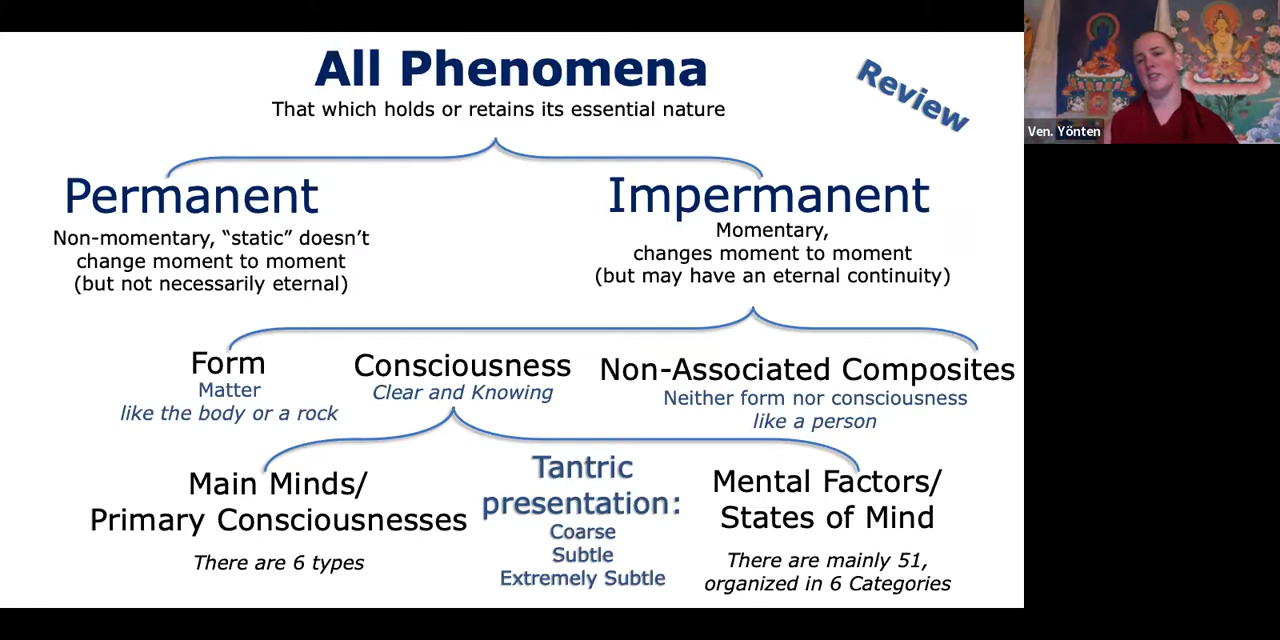 All Phenomena
That which holds or retains its essential nature
Review
Ven. Yönten
Permanent
Non-momentary, “static” doesn’t
change moment to moment
(but not necessarily eternal)
Impermanent
Momentary,
changes moment to moment
(but may have an eternal continuity)
Form
Matter
like the body or a rock
Consciousness
Clear and Knowing
Non-Associated Composites
Neither form nor consciousness
like a person
Main Minds/
Primary Consciousnesses
There are 6 types
Tantric
presentation:
Coarse
Subtle
Extremely Subtle
Mental Factors/
States of Mind
There are mainly 51,
organized in 6 Categories